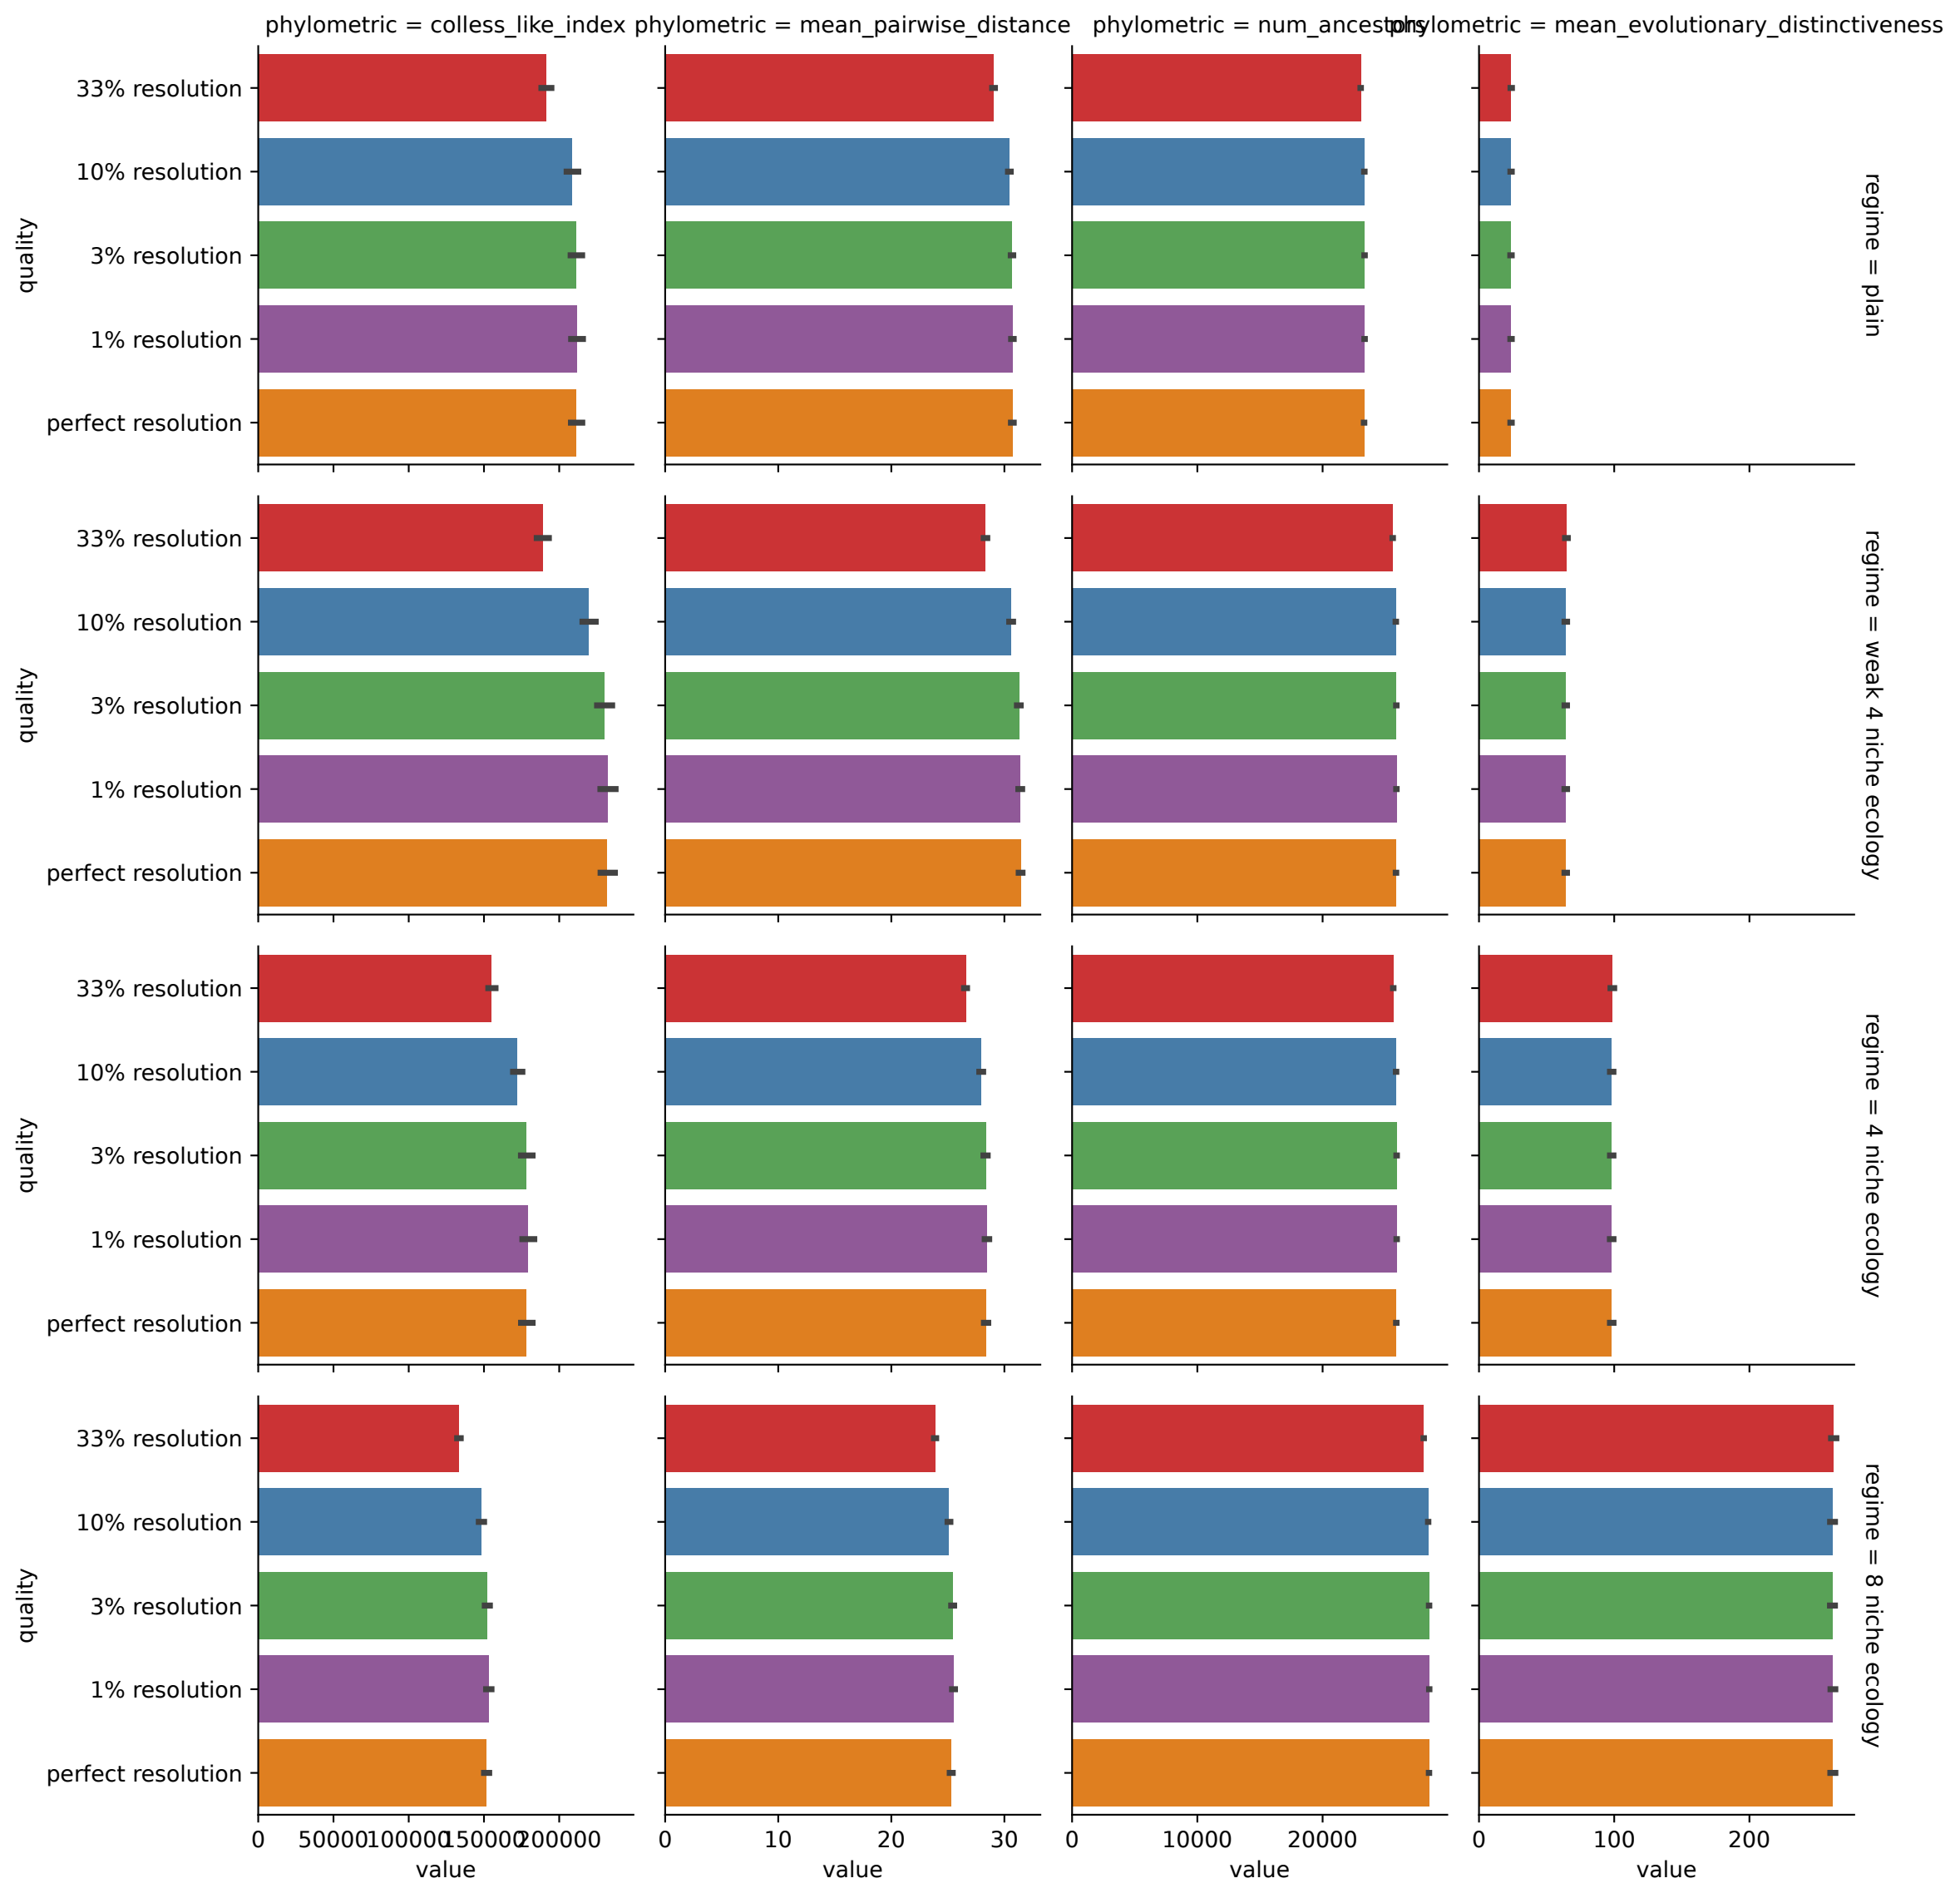 phylometric = colless_like_index
phylometric = mean_pairwise_distance
phylometric = num_ancestors
phylometric = mean_evolutionary_distinctiveness
quality
33% resolution
10% resolution
3% resolution
1% resolution
perfect resolution
regime = plain
quality
33% resolution
10% resolution
3% resolution
1% resolution
perfect resolution
regime = weak 4 niche ecology
quality
33% resolution
10% resolution
3% resolution
1% resolution
perfect resolution
regime = 4 niche ecology
quality
33% resolution
10% resolution
3% resolution
1% resolution
perfect resolution
regime = 8 niche ecology
0 50000 100000 150000 200000
0 10 20 30
0 10000 20000
0 100 200
value
value
value
value